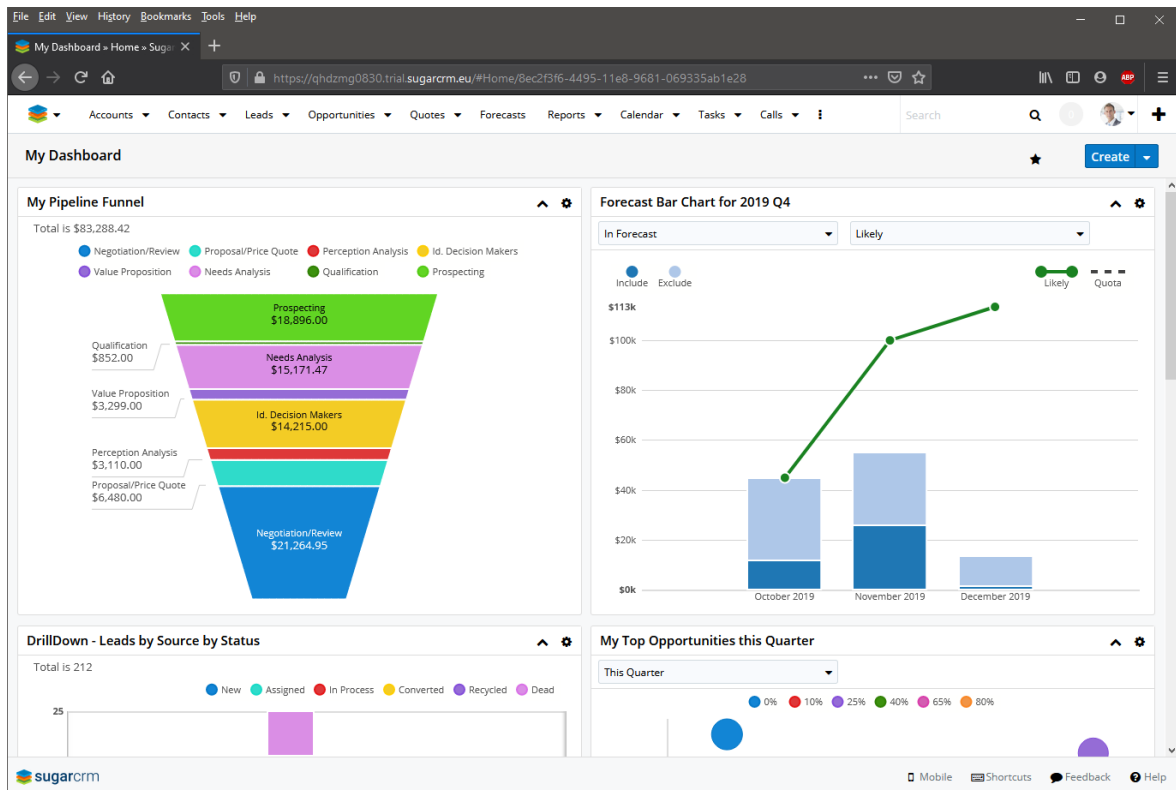 File Edit View History Bookmarks Tools Help
My Dashboard » Home » Sugar
https://qhdzmg0830.trial.sugarcrm.eu/#Home/8ec2f3f6-4495-11e8-9681-069335ab1e28
ABP
Accounts Contacts Leads Opportunities Quotes Forecasts Reports Calendar Tasks Calls Search 0
My Dashboard
Create
My Pipeline Funnel
Total is $83,288.42
Negotiation/Review Proposal/Price Quote Perception Analysis Id. Decision Makers
Value Proposition Needs Analysis Qualification Prospecting
Prospecting
$18,896.00
Qualification
$852.00
Needs Analysis
$15,171.47
Value Proposition
$3,299.00
Id. Decision Makers
$14,215.00
Perception Analysis
$3,110.00
Proposal/Price Quote
$6,480.00
Negotiation/Review
$21,264.95
Forecast Bar Chart for 2019 Q4
In Forecast Likely
Include Exclude Likely Quota
$113k
$100k
$80k
$60k
$40k
$20k
$0k
October 2019 November 2019 December 2019
DrillDown - Leads by Source by Status
Total is 212
New Assigned In Process Converted Recycled Dead
25
My Top Opportunities this Quarter
This Quarter
0% 10% 25% 40% 65% 80%
sugarcrm
Mobile Shortcuts Feedback Help